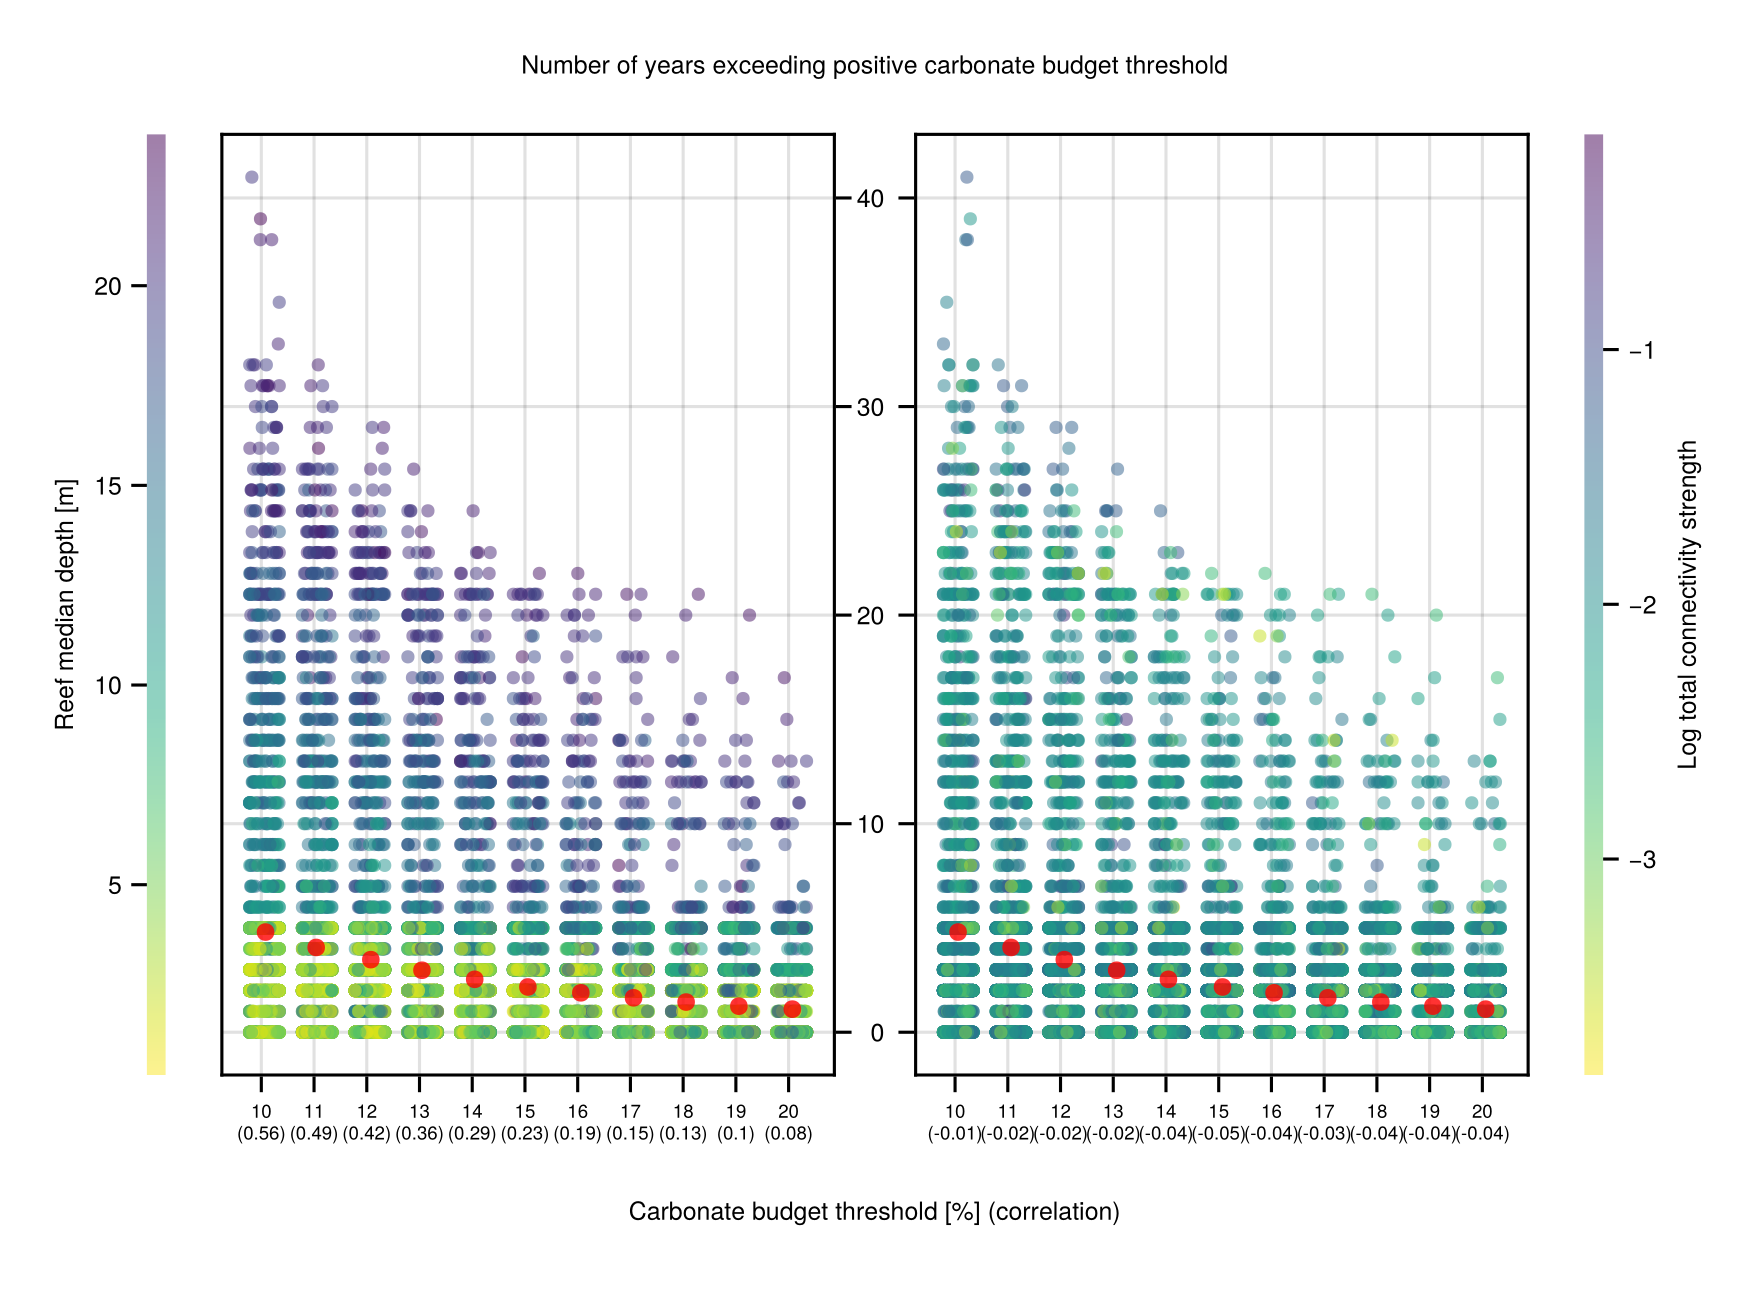 Number of years exceeding positive carbonate budget threshold
Reef median depth [m]
20
15
10
5
40
30
20
10
0
−1
−2
−3
Log total connectivity strength
10 11 12 13 14 15 16 17 18 19 20
(0.56) (0.49) (0.42) (0.36) (0.29) (0.23) (0.19) (0.15) (0.13) (0.1) (0.08)
10 11 12 13 14 15 16 17 18 19 20
(-0.01) (-0.02) (-0.02) (-0.02) (-0.04) (-0.05) (-0.04) (-0.03) (-0.04) (-0.04) (-0.04)
Carbonate budget threshold [%] (correlation)